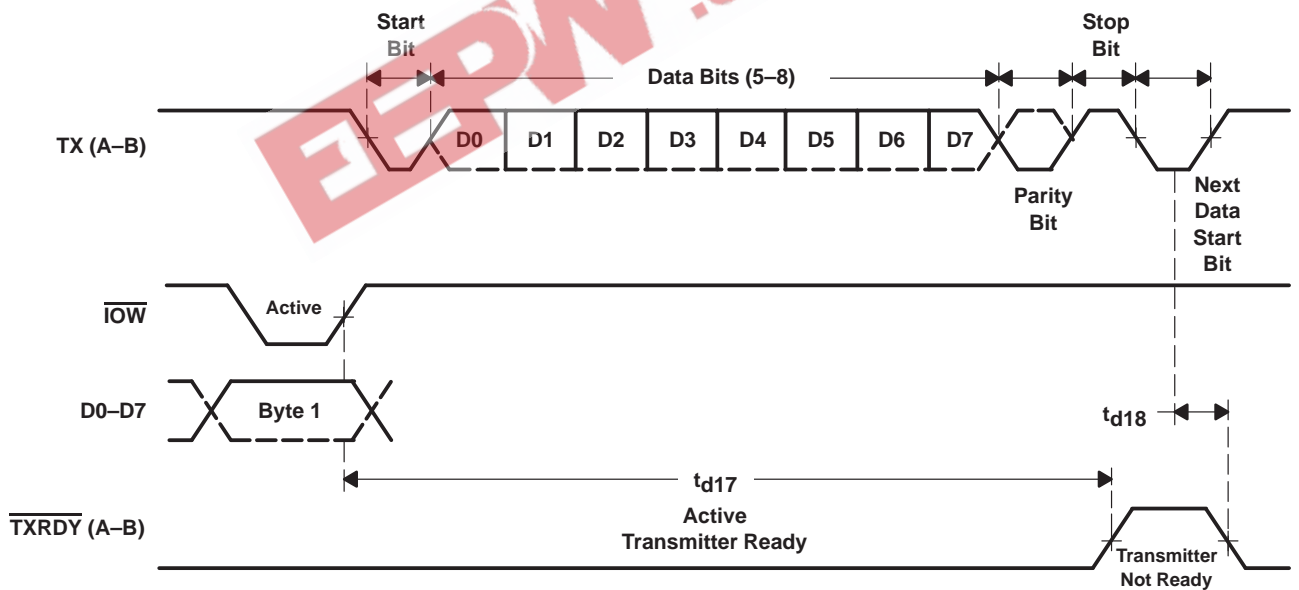 Start
Bit
Stop
Bit
Data Bits (5–8)
TX (A–B)
D0 D1 D2 D3 D4 D5 D6 D7
Parity
Bit
Next
Data
Start
Bit
IOW
Active
D0–D7
Byte 1
td18
td17
TXRDY (A–B)
Active
Transmitter Ready
Transmitter
Not Ready
EEPW